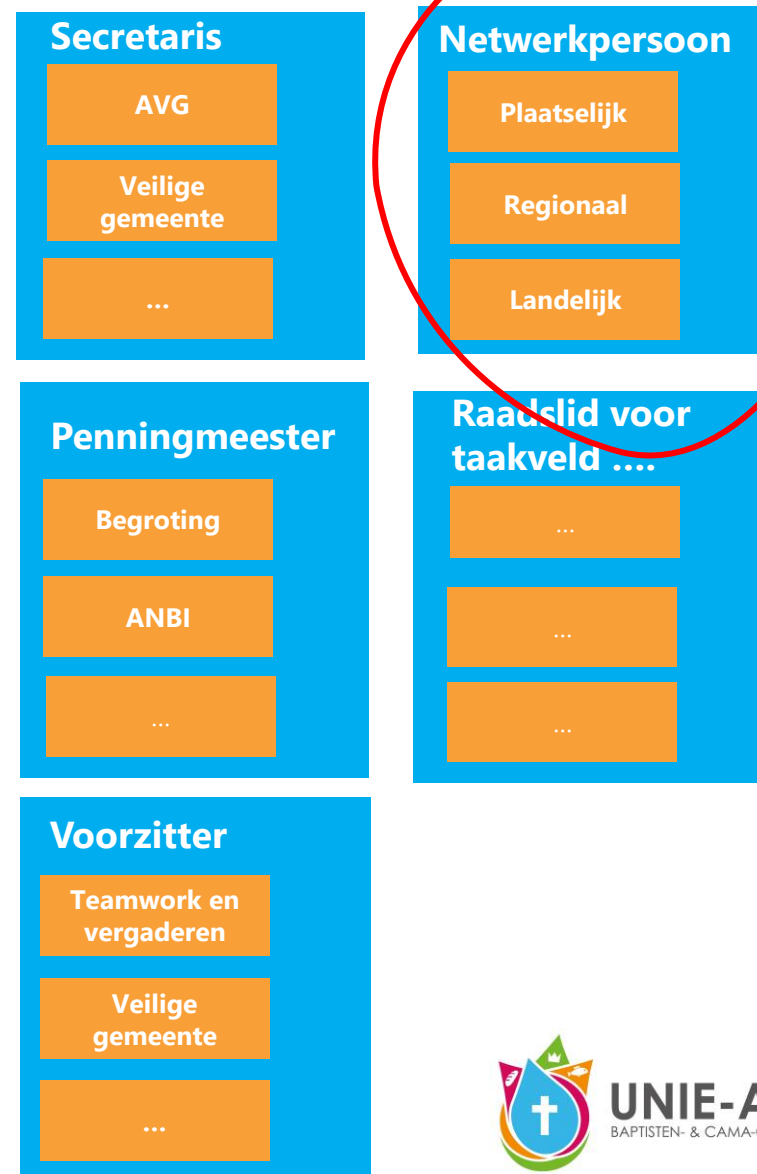 Secretaris
AVG
Veilige
gemeente
...
Netwerkpersoon
Plaatselijk
Regionaal
Landelijk
Penningmeester
Begroting
ANBI
...
Raadslid voor
taakveld ....
...
...
...
Voorzitter
Teamwork en
vergaderen
Veilige
gemeente
...
UNIE-A
BAPTISTEN- & CAMA-